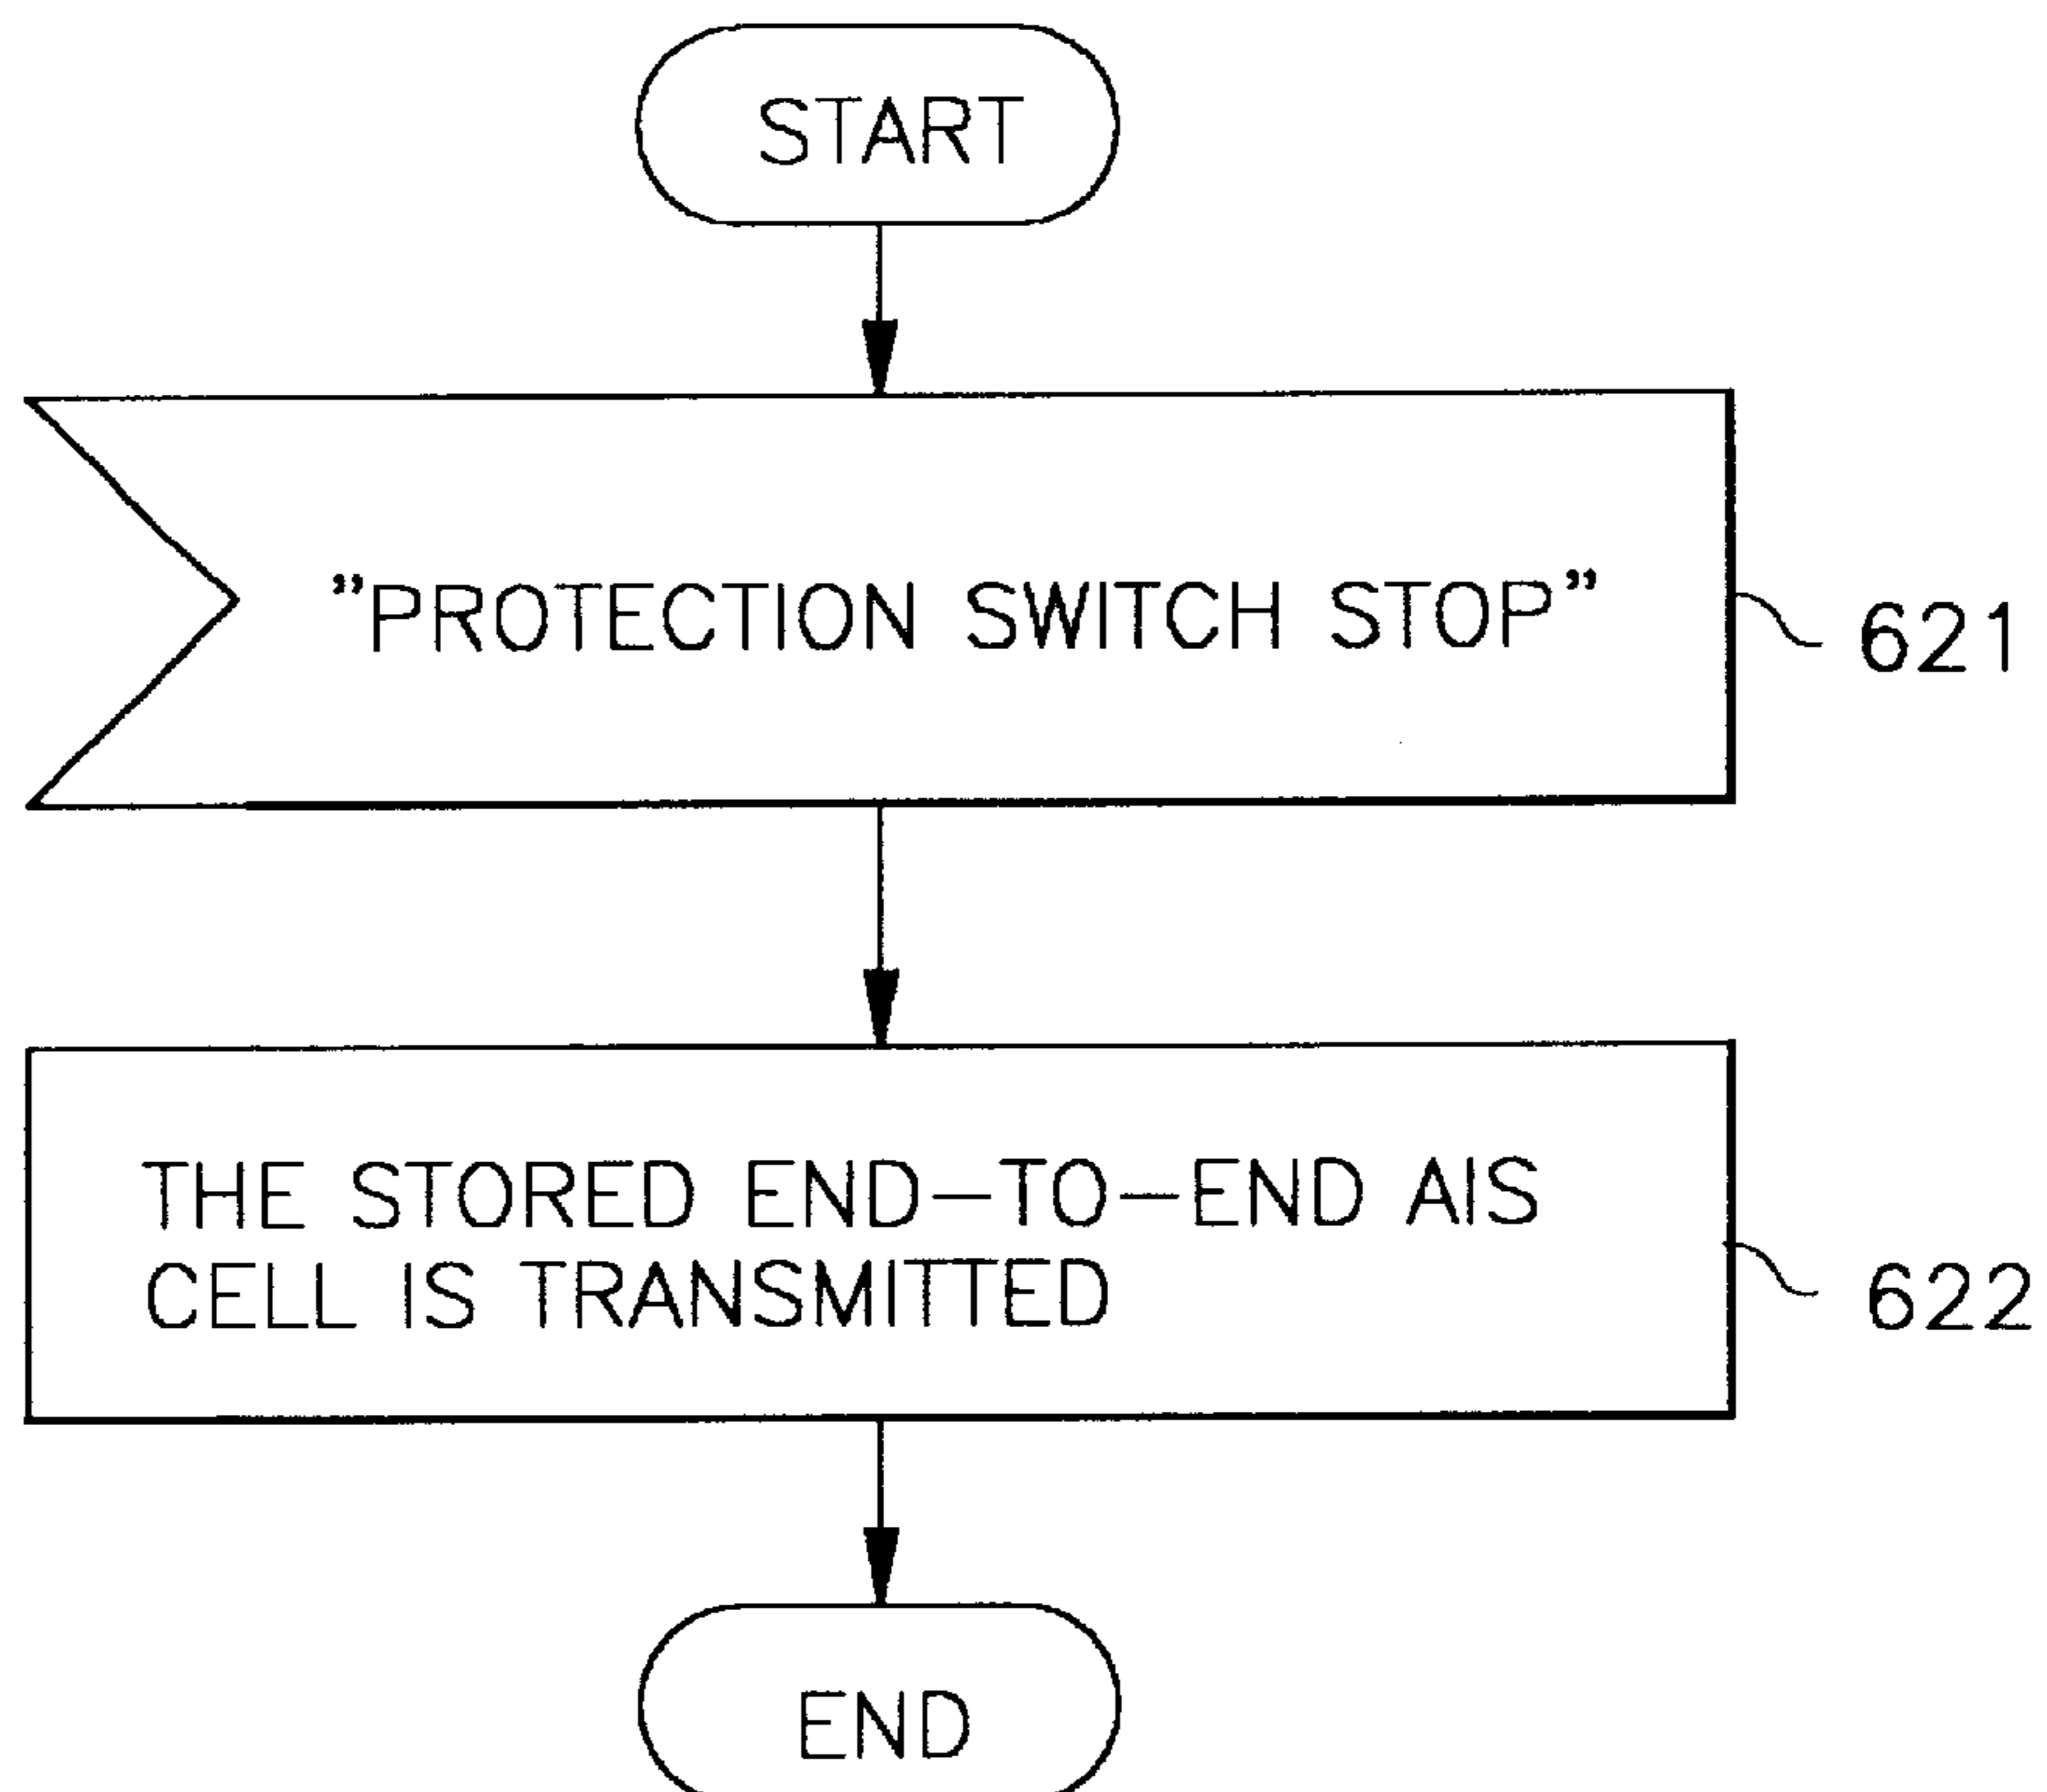 START
”PROTECTION SWITCH STOP”
621
THE STORED END–TO–END AIS
CELL IS TRANSMITTED
622
END